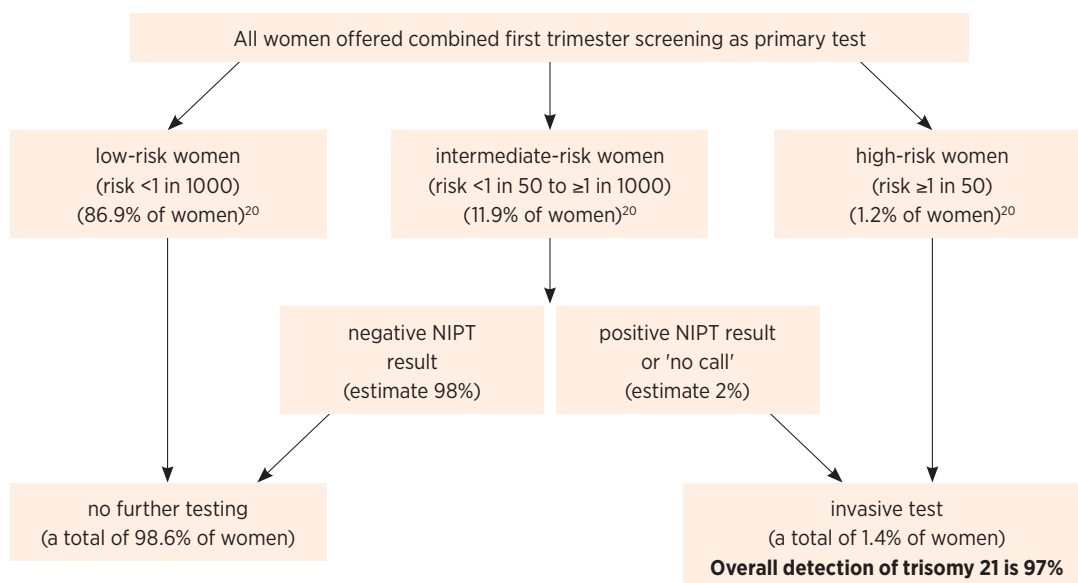 All women offered combined first trimester screening as primary test
low-risk women
(risk <1 in 1000)
(86.9% of women)20
intermediate-risk women
(risk <1 in 50 to ≥1 in 1000)
(11.9% of women)20
high-risk women
(risk ≥1 in 50)
(1.2% of women)20
negative NIPT
result
(estimate 98%)
positive NIPT result
or 'no call'
(estimate 2%)
no further testing
(a total of 98.6% of women)
invasive test
(a total of 1.4% of women)
Overall detection of trisomy 21 is 97%